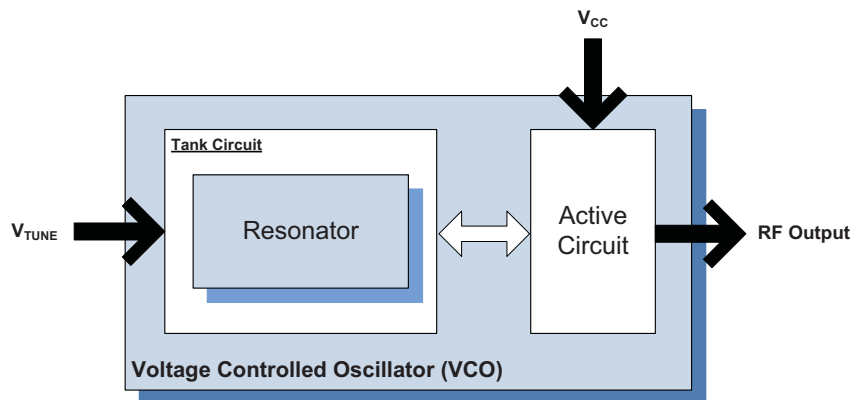 V_CC
Tank Circuit
Resonator
V_TUNE
Active
Circuit
RF Output
Voltage Controlled Oscillator (VCO)